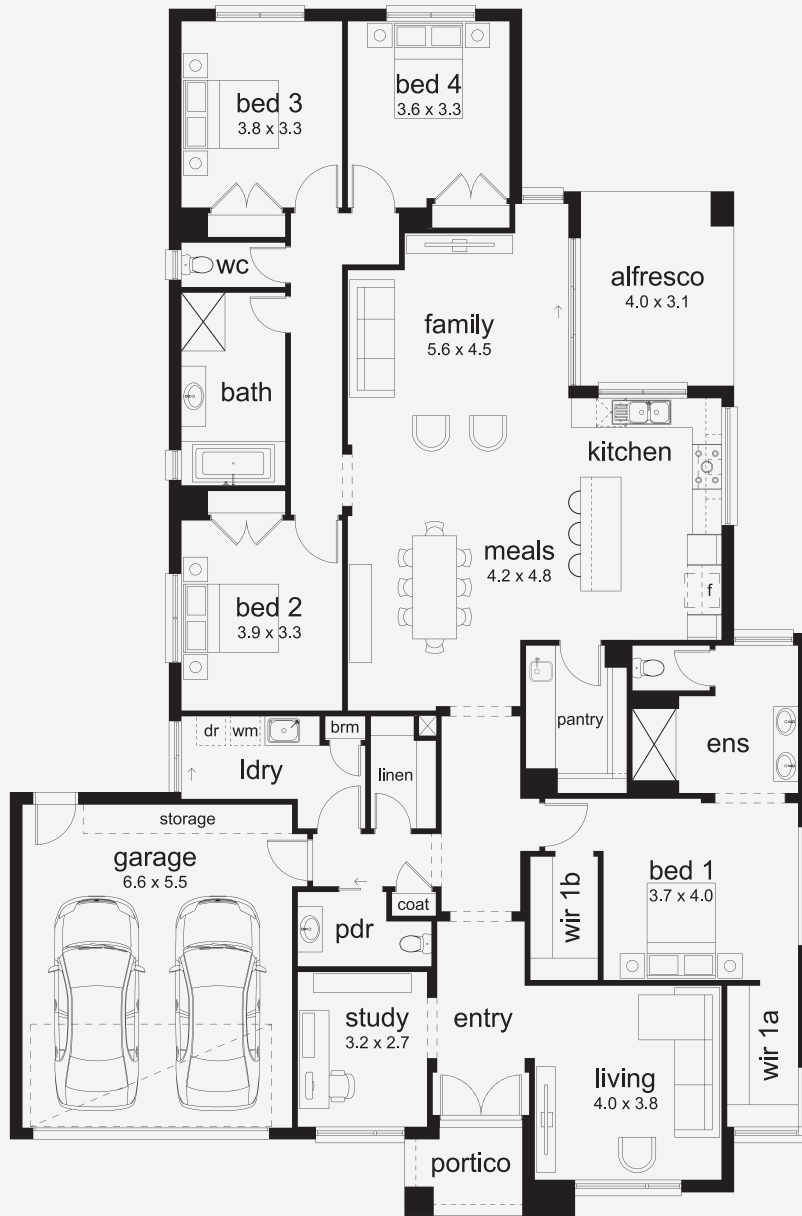 bed 3
3.8 x 3.3
bed 4
3.6 x 3.3
wc
alfresco
4.0 x 3.1
family
5.6 x 4.5
bath
kitchen
meals
4.2 x 4.8
f
bed 2
3.9 x 3.3
dr
wm
brm
ldry
linen
pantry
ens
storage
garage
6.6 x 5.5
bed 1
3.7 x 4.0
wir 1b
coat
pdr
study
3.2 x 2.7
entry
wir 1a
living
4.0 x 3.8
portico